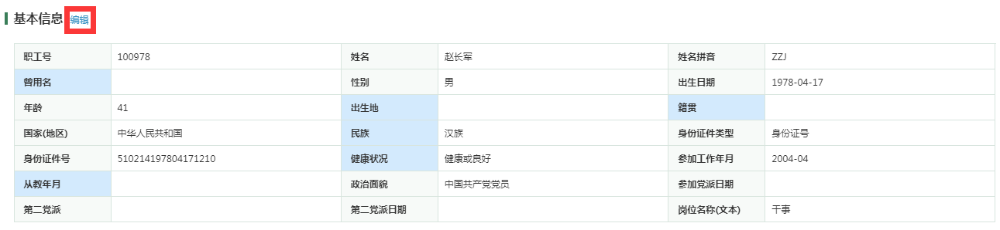 基本信息 编辑
职工号 100978 姓名 赵长军 姓名拼音 ZZJ
曾用名 性别 男 出生日期 1978-04-17
年龄 41 出生地 籍贯
国家(地区) 中华人民共和国 民族 汉族 身份证件类型 身份证号
身份证件号 510214197804171210 健康状况 健康或良好 参加工作年月 2004-04
从教年月 政治面貌 中国共产党党员 参加党派日期
第二党派 第二党派日期 岗位名称(文本) 干事